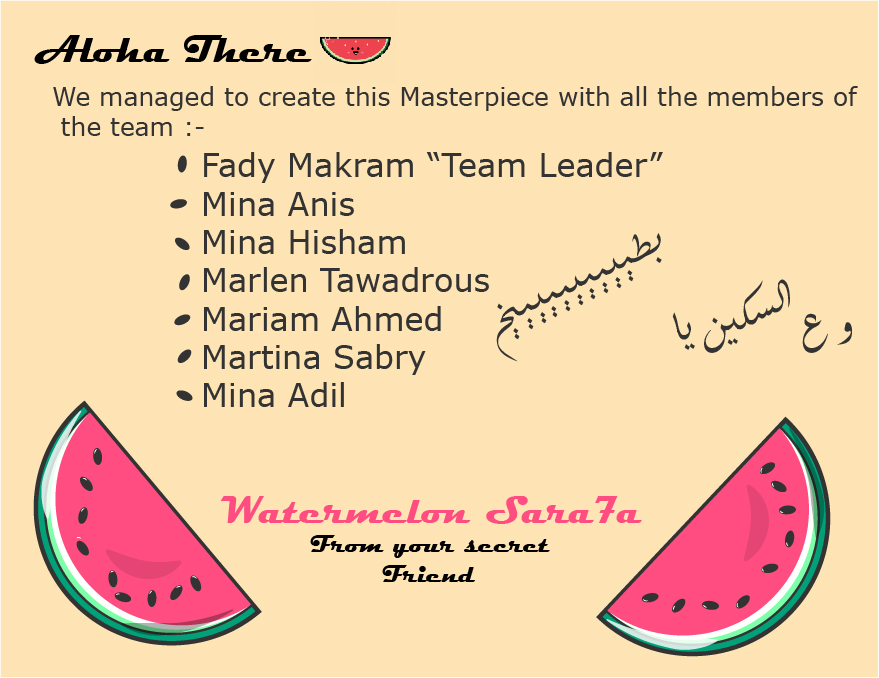 Aloha There
We managed to create this Masterpiece with all the members of
the team :-
Fady Makram “Team Leader”
Mina Anis
Mina Hisham
Marlen Tawadrous
Mariam Ahmed
Martina Sabry
Mina Adil
و ع السكين يا بطيييييييييخ
Watermelon Sara7a
From your secret
Friend